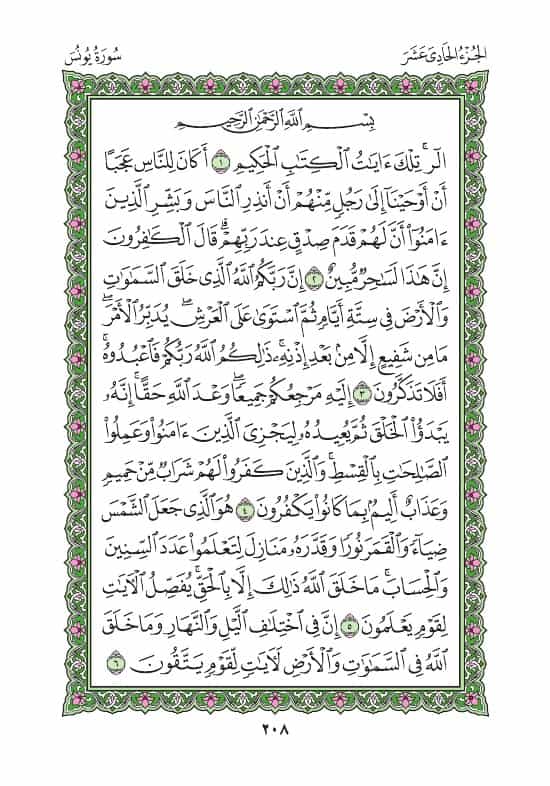 الجزء الحادي عشر
سورة يونس
بِسْمِ ٱللَّهِ ٱلرَّحْمَٰنِ ٱلرَّحِيمِ
الٓر ۚ تِلْكَ ءَايَٰتُ ٱلْكِتَٰبِ ٱلْحَكِيمِ ١ أَكَانَ لِلنَّاسِ عَجَبًا
أَنْ أَوْحَيْنَآ إِلَىٰ رَجُلٍ مِّنْهُمْ أَنْ أَنذِرِ ٱلنَّاسَ وَبَشِّرِ ٱلَّذِينَ
ءَامَنُوٓا۟ أَنَّ لَهُمْ قَدَمَ صِدْقٍ عِندَ رَبِّهِمْ ۗ قَالَ ٱلْكَٰفِرُونَ
إِنَّ هَٰذَا لَسَٰحِرٌ مُّبِينٌ ٢ إِنَّ رَبَّكُمُ ٱللَّهُ ٱلَّذِى خَلَقَ ٱلسَّمَٰوَٰتِ
وَٱلْأَرْضَ فِى سِتَّةِ أَيَّامٍ ثُمَّ ٱسْتَوَىٰ عَلَى ٱلْعَرْشِ ۖ يُدَبِّرُ ٱلْأَمْرَ ۖ
مَا مِن شَفِيعٍ إِلَّا مِنۢ بَعْدِ إِذْنِهِۦ ۚ ذَٰلِكُمُ ٱللَّهُ رَبُّكُمْ فَٱعْبُدُوهُ ۚ
أَفَلَا تَذَكَّرُونَ ٣ إِلَيْهِ مَرْجِعُكُمْ جَمِيعًا ۖ وَعْدَ ٱللَّهِ حَقًّا ۚ إِنَّهُۥ
يَبْدَؤُا۟ ٱلْخَلْقَ ثُمَّ يُعِيدُهُۥ لِيَجْزِىَ ٱلَّذِينَ ءَامَنُوا۟ وَعَمِلُوا۟
ٱلصَّٰلِحَٰتِ بِٱلْقِسْطِ ۚ وَٱلَّذِينَ كَفَرُوا۟ لَهُمْ شَرَابٌ مِّنْ حَمِيمٍ
وَعَذَابٌ أَلِيمٌۢ بِمَا كَانُوا۟ يَكْفُرُونَ ٤ هُوَ ٱلَّذِى جَعَلَ ٱلشَّمْسَ
ضِيَآءً وَٱلْقَمَرَ نُورًا وَقَدَّرَهُۥ مَنَازِلَ لِتَعْلَمُوا۟ عَدَدَ ٱلسِّنِينَ
وَٱلْحِسَابَ ۚ مَا خَلَقَ ٱللَّهُ ذَٰلِكَ إِلَّا بِٱلْحَقِّ ۚ يُفَصِّلُ ٱلْءَايَٰتِ
لِقَوْمٍ يَعْلَمُونَ ٥ إِنَّ فِى ٱخْتِلَٰفِ ٱلَّيْلِ وَٱلنَّهَارِ وَمَا خَلَقَ
ٱللَّهُ فِى ٱلسَّمَٰوَٰتِ وَٱلْأَرْضِ لَءَايَٰتٍ لِّقَوْمٍ يَتَّقُونَ ٦
٢٠٨